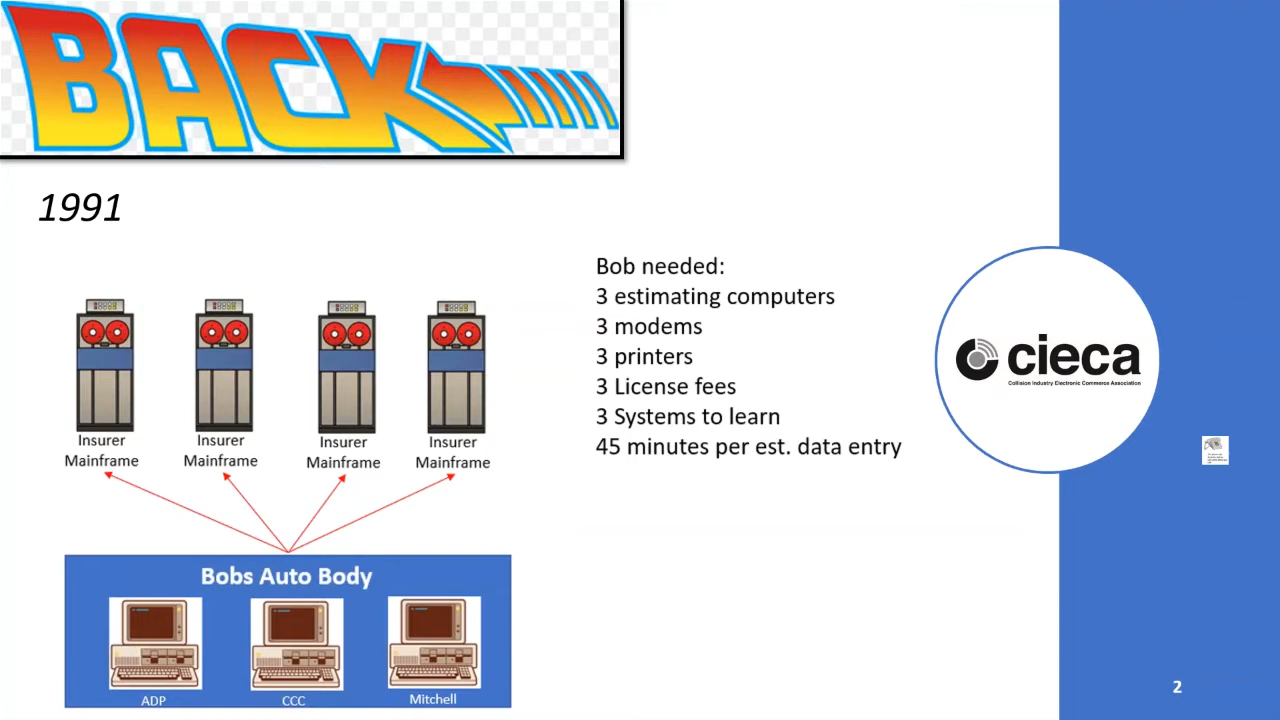 BACK
1991
Bob needed:
3 estimating computers
3 modems
3 printers
3 License fees
3 Systems to learn
45 minutes per est. data entry
cieca
Collision Industry Electronic Commerce Association
Insurer
Mainframe
Insurer
Mainframe
Insurer
Mainframe
Insurer
Mainframe
Bobs Auto Body
ADP
CCC
Mitchell
2